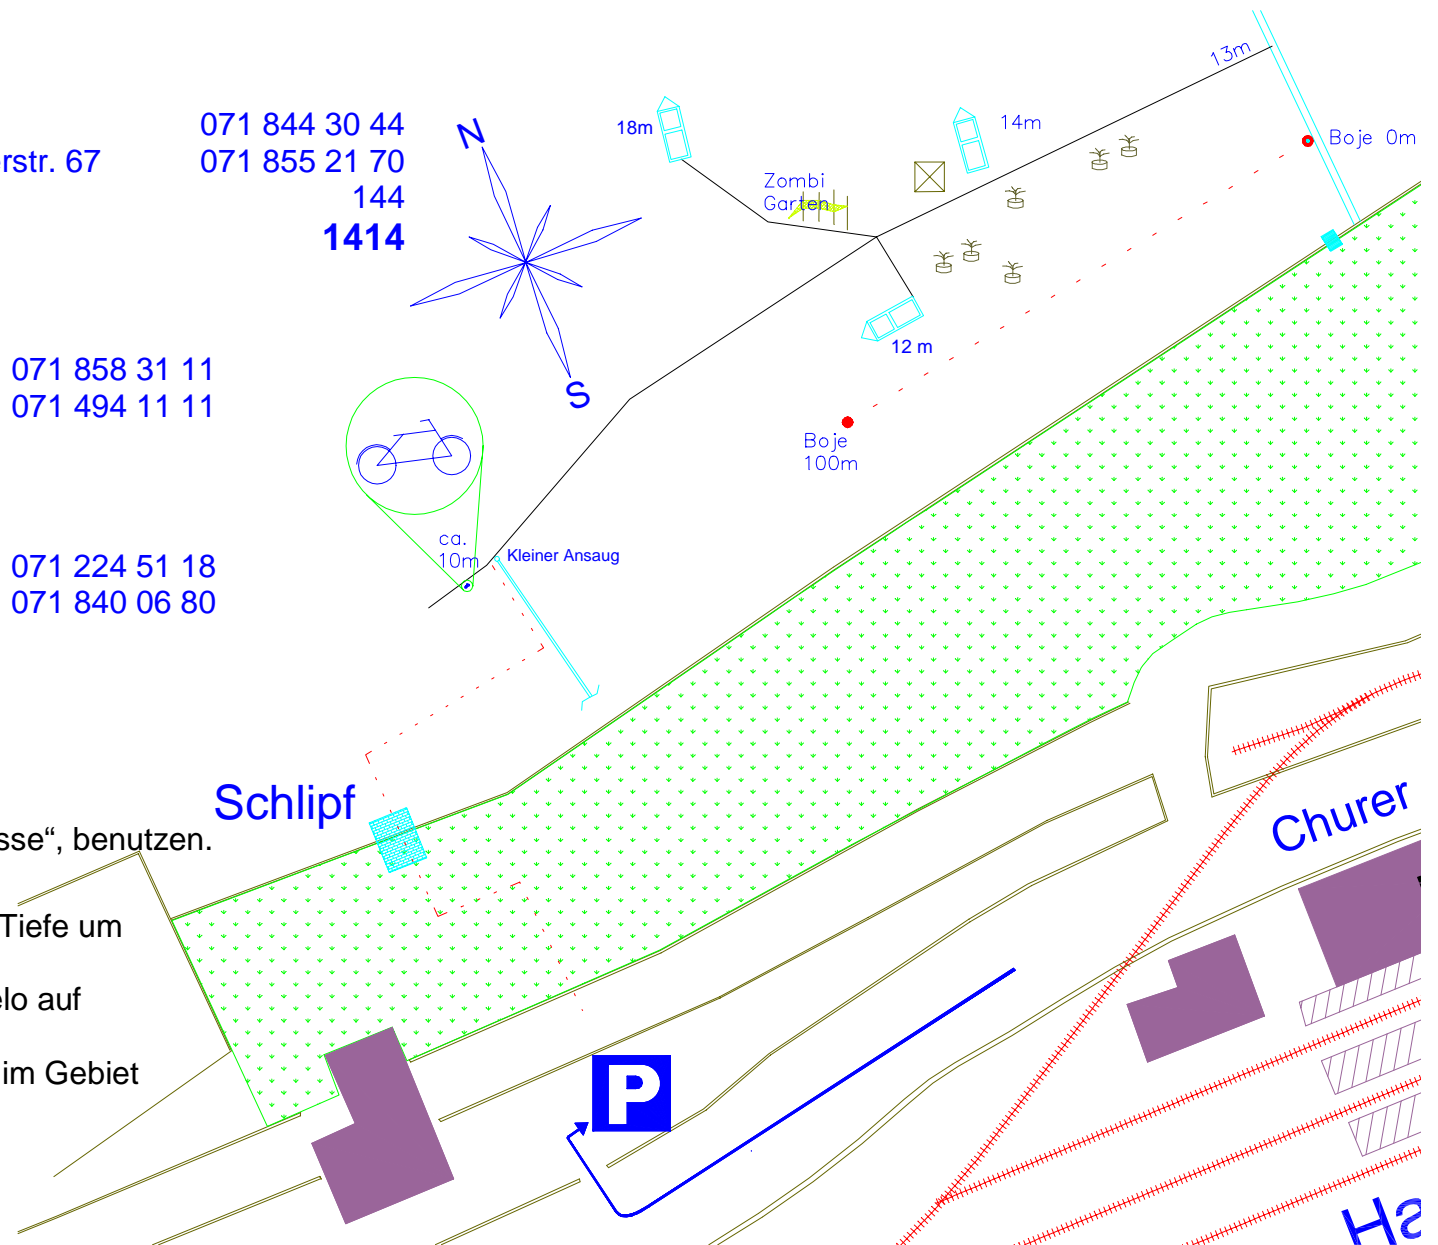 071 844 30 44
rstr. 67 071 855 21 70
144
1414
071 858 31 11
071 494 11 11
071 224 51 18
071 840 06 80
N
S
18m
Zombi
Garten
14m
13m
Boje 0m
12 m
Boje
100m
ca.
10m
Kleiner Ansaug
Schlipf
sse“, benutzen.
Tiefe um
elo auf
im Gebiet
P
Churer
Ha